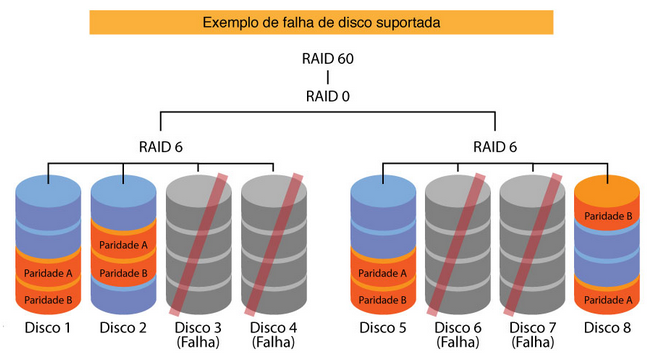 Exemplo de falha de disco suportada
RAID 60
RAID 0
RAID 6
RAID 6
Paridade A
Paridade B
Paridade A
Paridade B
Paridade A
Paridade B
Paridade B
Paridade A
Disco 1
Disco 2
Disco 3
(Falha)
Disco 4
(Falha)
Disco 5
Disco 6
(Falha)
Disco 7
(Falha)
Disco 8